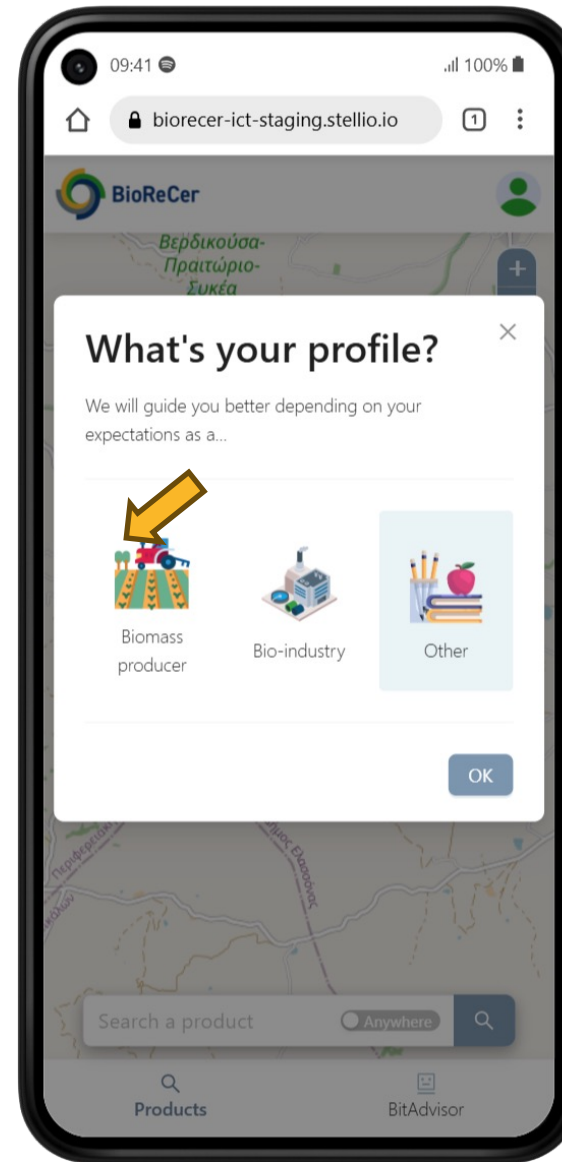 09:41
100%
biorecer-ict-staging.stellio.io
1
BioReCer
Βερδικούσα-
Πραιτώριο-
Συκέα
+
What's your profile?
We will guide you better depending on your
expectations as a...
Biomass
producer
Bio-industry
Other
OK
Search a product
Anywhere
Products
BitAdvisor